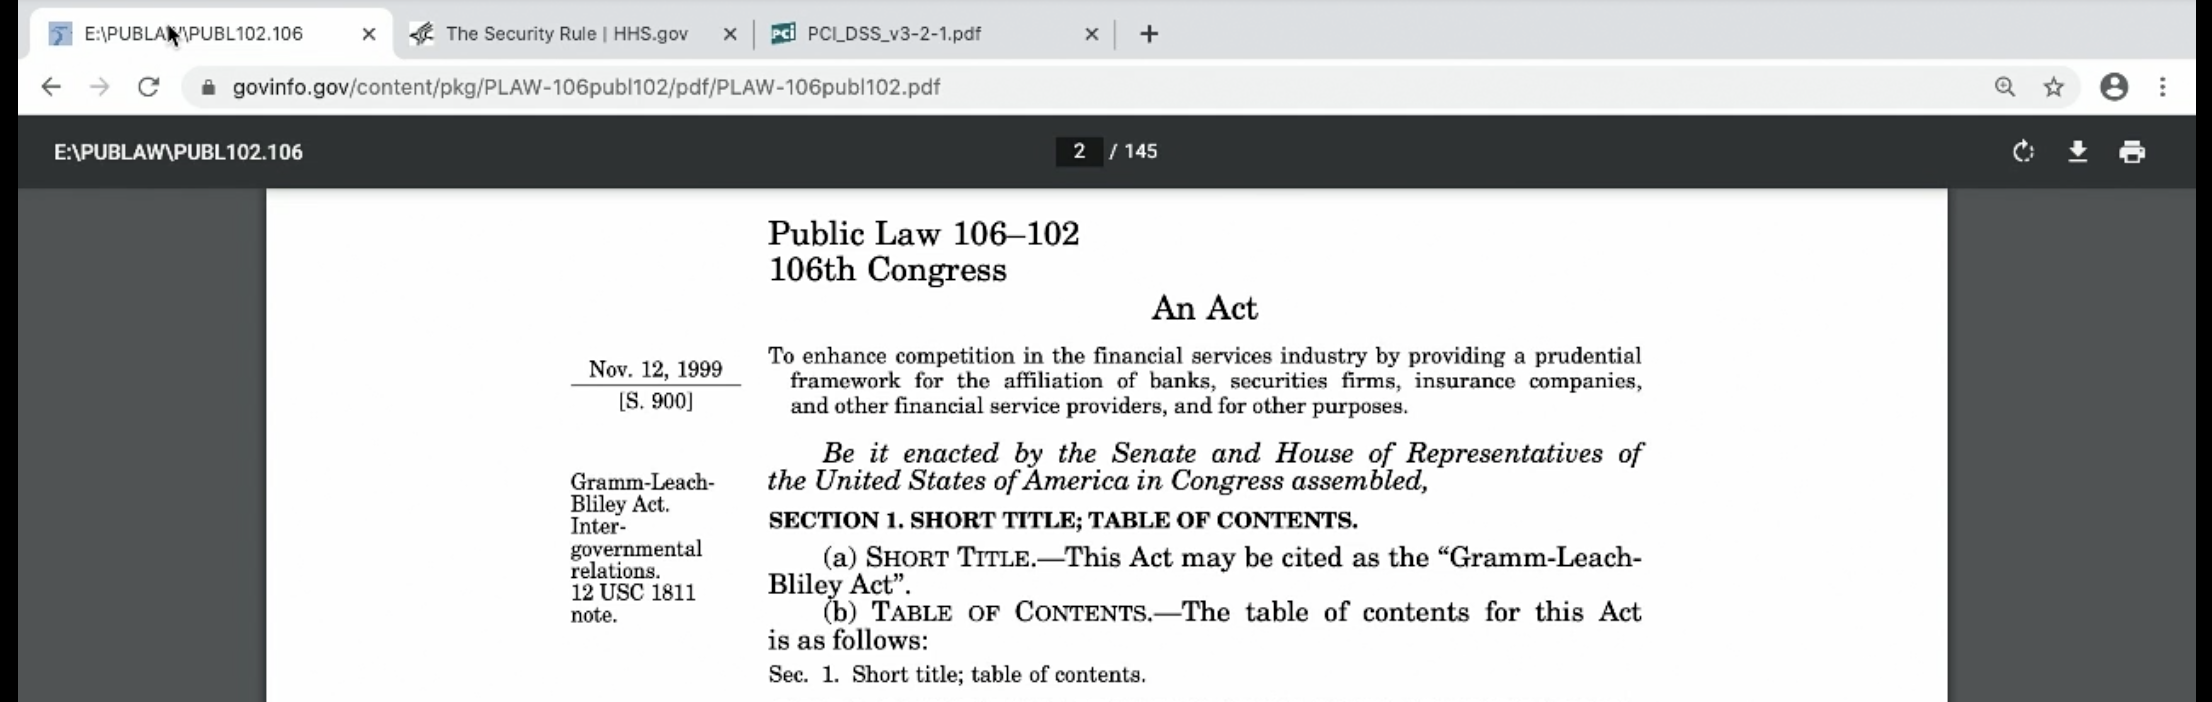 E:\PUBLAW\PUBL102.106
The Security Rule | HHS.gov
PCI_DSS_v3-2-1.pdf
govinfo.gov/content/pkg/PLAW-106publ102/pdf/PLAW-106publ102.pdf
E:\PUBLAW\PUBL102.106
2 / 145
Public Law 106–102
106th Congress
An Act
Nov. 12, 1999
[S. 900]
To enhance competition in the financial services industry by providing a prudential
framework for the affiliation of banks, securities firms, insurance companies,
and other financial service providers, and for other purposes.
Be it enacted by the Senate and House of Representatives of
the United States of America in Congress assembled,
Gramm-Leach-
Bliley Act.
Inter-
governmental
relations.
12 USC 1811
note.
SECTION 1. SHORT TITLE; TABLE OF CONTENTS.
(a) SHORT TITLE.—This Act may be cited as the “Gramm-Leach-
Bliley Act”.
(b) TABLE OF CONTENTS.—The table of contents for this Act
is as follows:
Sec. 1. Short title; table of contents.